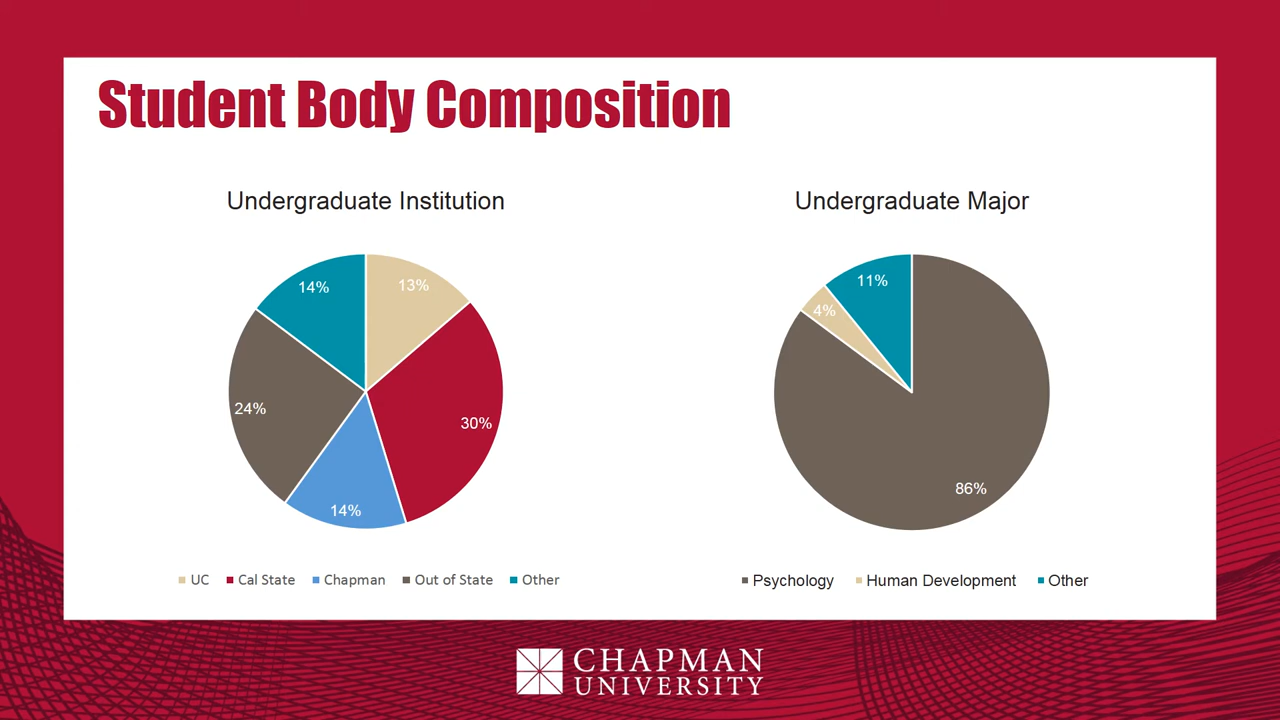 Student Body Composition
Undergraduate Institution
14%
13%
24%
30%
14%
UC Cal State Chapman Out of State Other
Undergraduate Major
11%
4%
86%
Psychology Human Development Other
CHAPMAN
UNIVERSITY